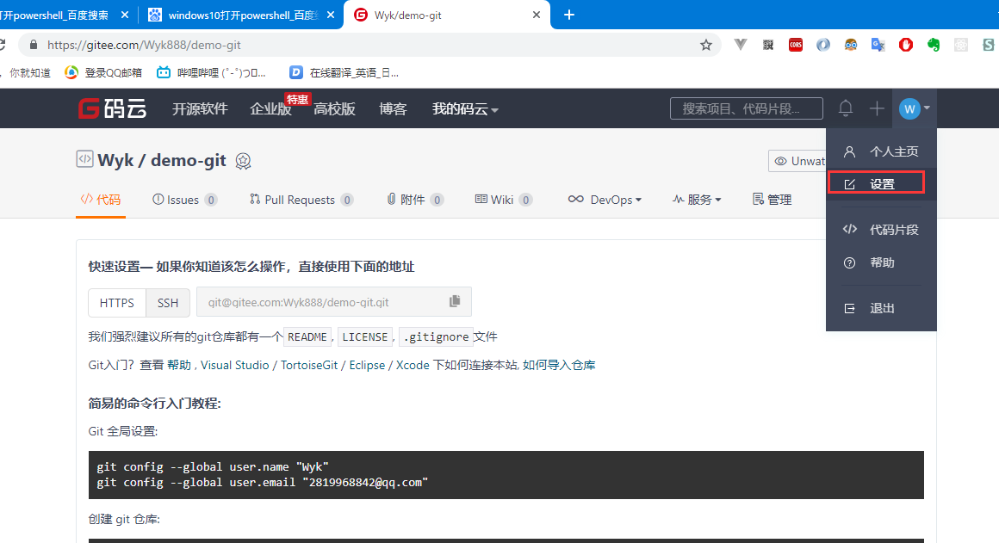 打开powershell_百度搜索
windows10打开powershell_百度
Wyk/demo-git
https://gitee.com/Wyk888/demo-git
你就知道
登录QQ邮箱
哔哩哔哩 (゜-゜)つロ...
在线翻译_英语_日...
码云
开源软件
企业版
特惠
高校版
博客
我的码云
搜索项目、代码片段...
W
Wyk / demo-git
Unwat
个人主页
设置
代码片段
帮助
退出
代码
Issues 0
Pull Requests 0
附件 0
Wiki 0
DevOps
服务
管理
快速设置— 如果你知道该怎么操作，直接使用下面的地址
HTTPS SSH git@gitee.com:Wyk888/demo-git.git
我们强烈建议所有的git仓库都有一个 README, LICENSE, .gitignore 文件
Git入门？查看 帮助 , Visual Studio / TortoiseGit / Eclipse / Xcode 下如何连接本站, 如何导入仓库
简易的命令行入门教程:
Git 全局设置:
git config --global user.name "Wyk"
git config --global user.email "2819968842@qq.com"
创建 git 仓库: